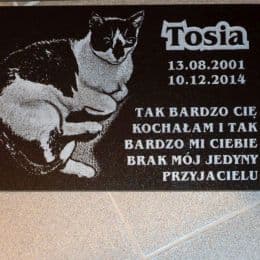 Tosia
13.08.2001
10.12.2014
TAK BARDZO CIĘ
KOCHAŁAM I TAK
BARDZO MI CIEBIE
BRAK MÓJ JEDYNY
PRZYJACIELU